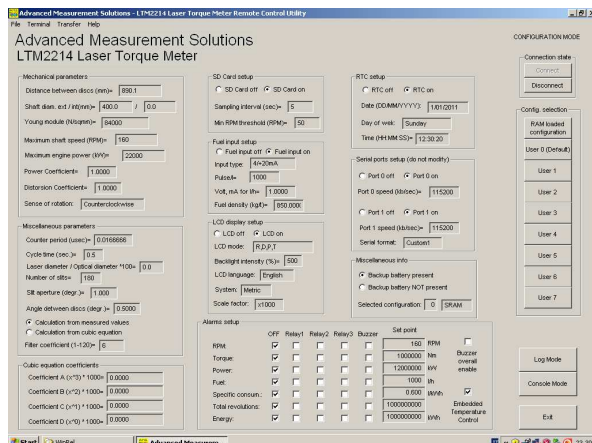 Advanced Measurement Solutions - LTM2214 Laser Torque Meter Remote Control Utility
File Terminal Transfer Help
Advanced Measurement Solutions
LTM2214 Laser Torque Meter
CONFIGURATION MODE
Mechanical parameters
Distance between discs (mm)= 890.1
Shaft diam. ext / int(mm)= 400.0 / 0.0
Young module (N/sqmm)= 84000
Maximum shaft speed (RPM)= 160
Maximum engine power (kW)= 22000
Power Coefficient= 1.0000
Distorsion Coefficient= 1.0000
Sense of rotation: Counterclockwise
Miscellaneous parameters
Counter period (usec)= 0.0166666
Cycle time (sec.)= 0.5
Laser diameter / Optical diameter *100= 0.0
Number of slits= 180
Slit aperture (degr.)= 1.000
Angle between discs (degr.)= 0.5000
Calculation from measured values
Calculation from cubic equation
Filter coefficient (1-120)= 6
Cubic equation coefficients
Coefficient A (x^3) * 1000= 0.0000
Coefficient B (x^2) * 1000= 0.0000
Coefficient C (x^1) * 1000= 0.0000
Coefficient D (x^0) * 1000= 0.0000
SD Card setup
SD Card off SD Card on
Sampling interval (sec)= 5
Min RPM threshold (RPM)= 50
Fuel input setup
Fuel input off Fuel input on
Input type: 4/+20mA
Pulse/l= 1000
Volt, mA for l/h= 1.0000
Fuel density (kg/l)= 850.000
LCD display setup
LCD off LCD on
LCD mode: R,D,P,T
Backlight intensity (%)= 500
LCD language: English
System: Metric
Scale factor: x1000
RTC setup
RTC off RTC on
Date (DD/MM/YYYY): 1/01/2011
Day of wek: Sunday
Time (HH:MM:SS)= 12:30:20
Serial ports setup (do not modify)
Port 0 off Port 0 on
Port 0 speed (kb/sec)= 115200
Port 1 off Port 1 on
Port 1 speed (kb/sec)= 115200
Serial format: Custom1
Miscellaneous info
Backup battery present
Backup battery NOT present
Selected configuration: 0 SRAM
Alarms setup
OFF Relay1 Relay2 Relay3 Buzzer Set point
RPM: 160 RPM
Torque: 1000000 Nm
Power: 12000000 kW
Fuel: 1000 l/h
Specific consum.: 0.600 l/kWh
Total revolutions: 1000000000
Energy: 1000000000 kWh
Buzzer overall enable
Embedded Temperature Control
Connection state
Connect
Disconnect
Config. selection
RAM loaded configuration
User 0 (Default)
User 1
User 2
User 3
User 4
User 5
User 6
User 7
Log Mode
Console Mode
Exit
Start
Advanced Measurem...